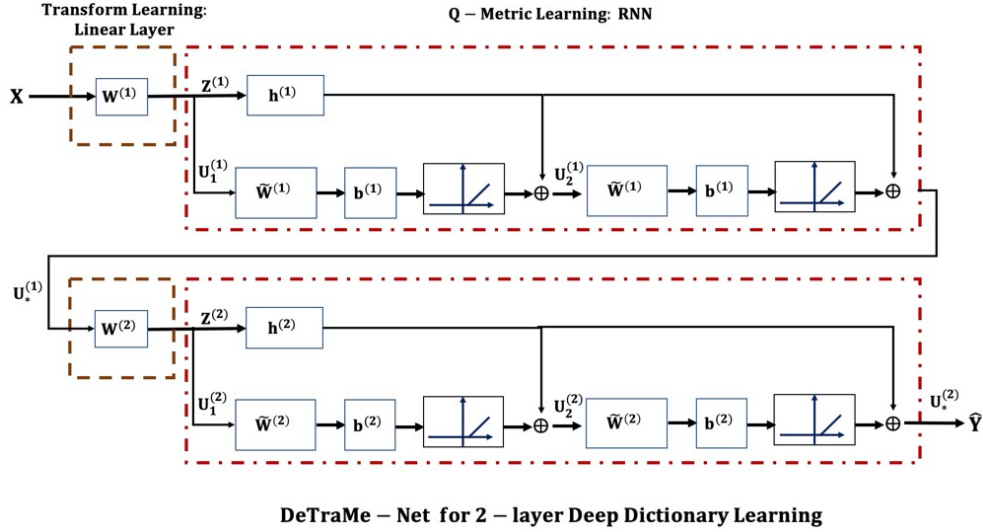 Transform Learning:
Linear Layer
Q – Metric Learning: RNN
X
W⁽¹⁾
Z⁽¹⁾
h⁽¹⁾
U₁⁽¹⁾
W̃⁽¹⁾
b⁽¹⁾
⊕
U₂⁽¹⁾
W̃⁽¹⁾
b⁽¹⁾
⊕
U*⁽¹⁾
W⁽²⁾
Z⁽²⁾
h⁽²⁾
U₁⁽²⁾
W̃⁽²⁾
b⁽²⁾
⊕
U₂⁽²⁾
W̃⁽²⁾
b⁽²⁾
⊕
U*⁽²⁾
Ŷ
DeTraMe – Net for 2 – layer Deep Dictionary Learning